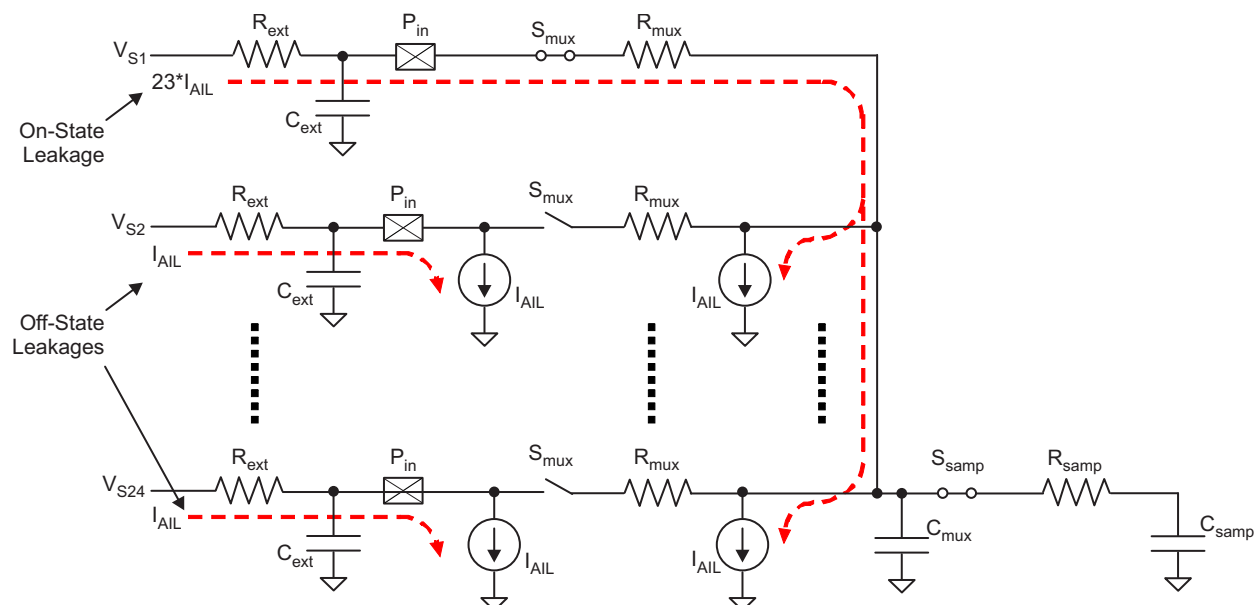 R_ext P_in S_mux R_mux
V_S1
23*I_AIL
C_ext
On-State
Leakage
R_ext P_in S_mux R_mux
V_S2
I_AIL
C_ext I_AIL I_AIL
Off-State
Leakages
R_ext P_in S_mux R_mux S_samp R_samp
V_S24
I_AIL
C_ext I_AIL I_AIL C_mux C_samp